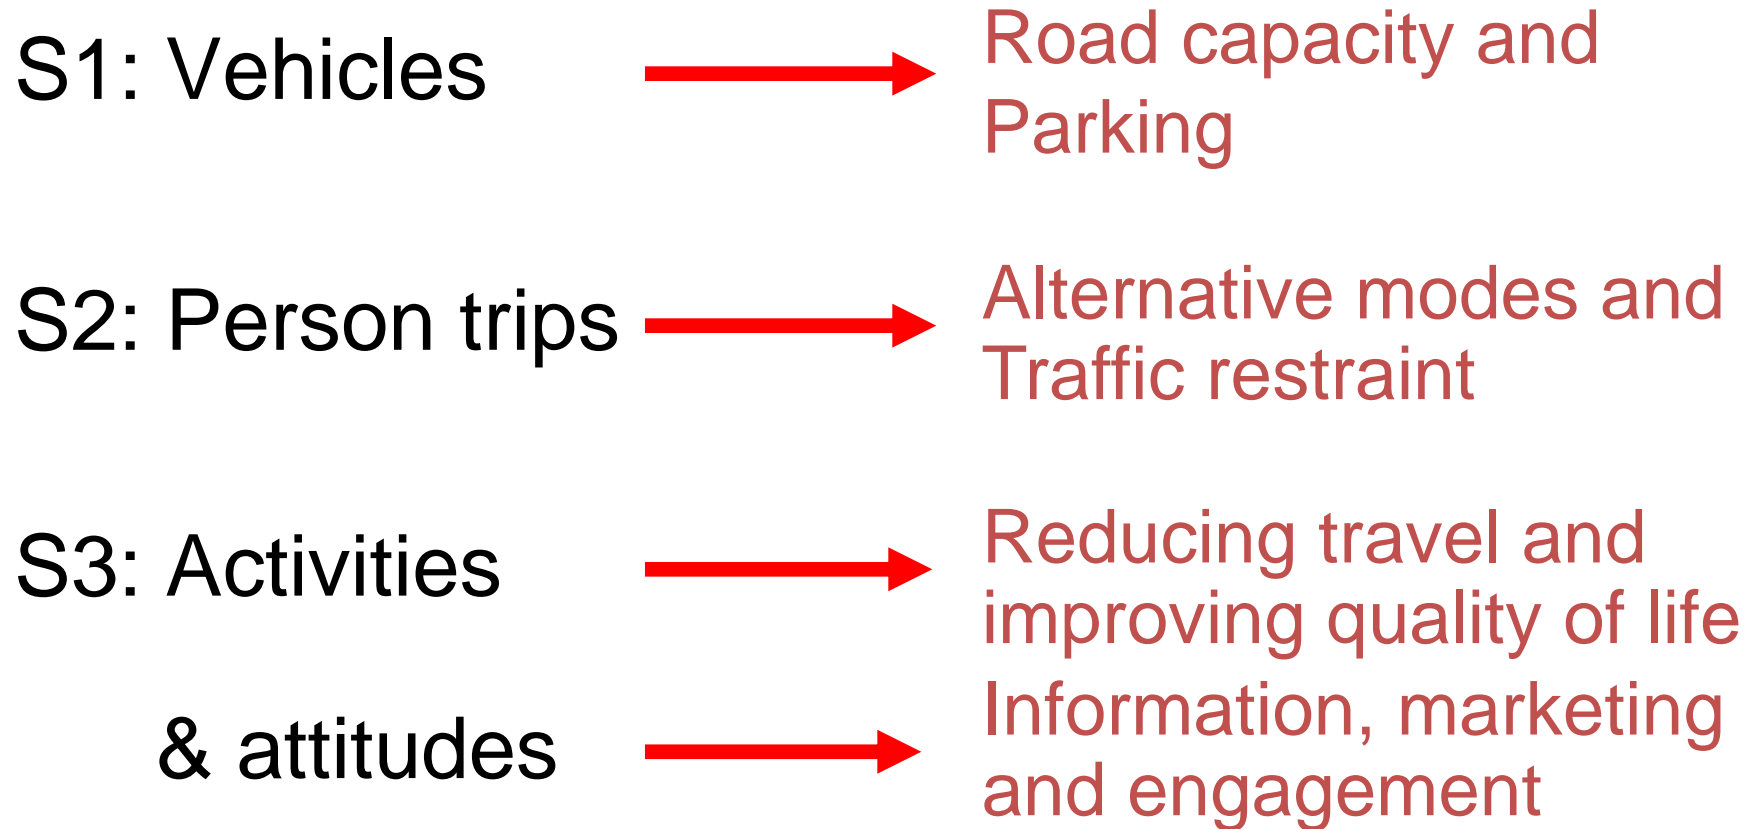 S1: Vehicles
Road capacity and
Parking
S2: Person trips
Alternative modes and
Traffic restraint
S3: Activities
Reducing travel and
improving quality of life
& attitudes
Information, marketing
and engagement